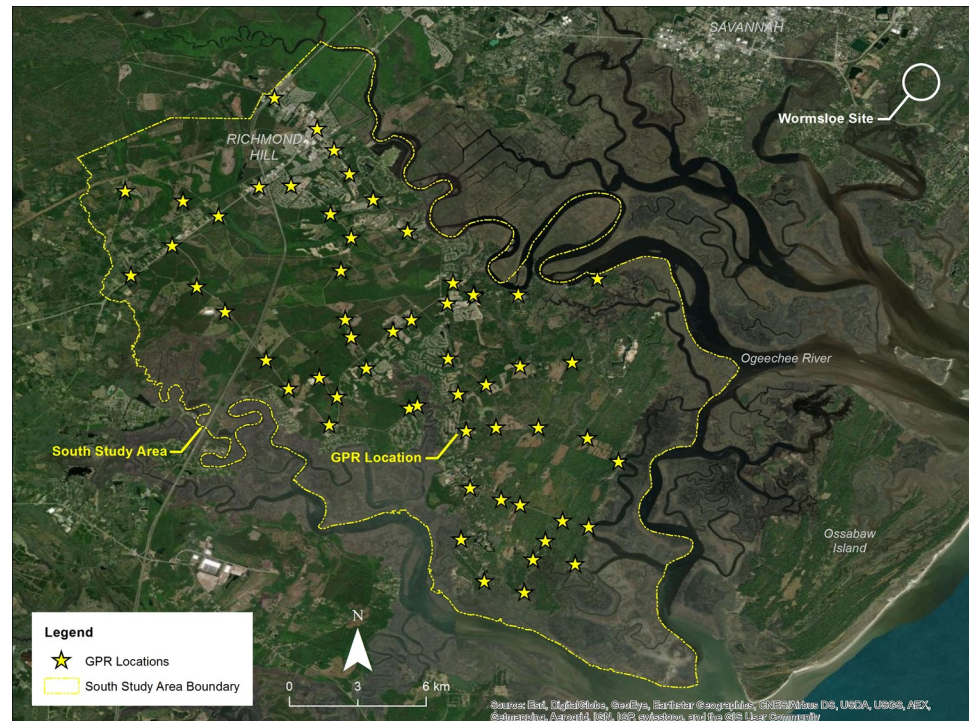 SAVANNAH
Wormsloe Site
RICHMOND
HILL
Ogeechee River
South Study Area
GPR Location
Ossabaw
Island
Legend
GPR Locations
South Study Area Boundary
N
0 3 6 km
Source: Esri, DigitalGlobe, GeoEye, Earthstar Geographics, CNES/Airbus DS, USDA, USGS, AEX,
Getmapping, Aerogrid, IGN, IGP, swisstopo, and the GIS User Community